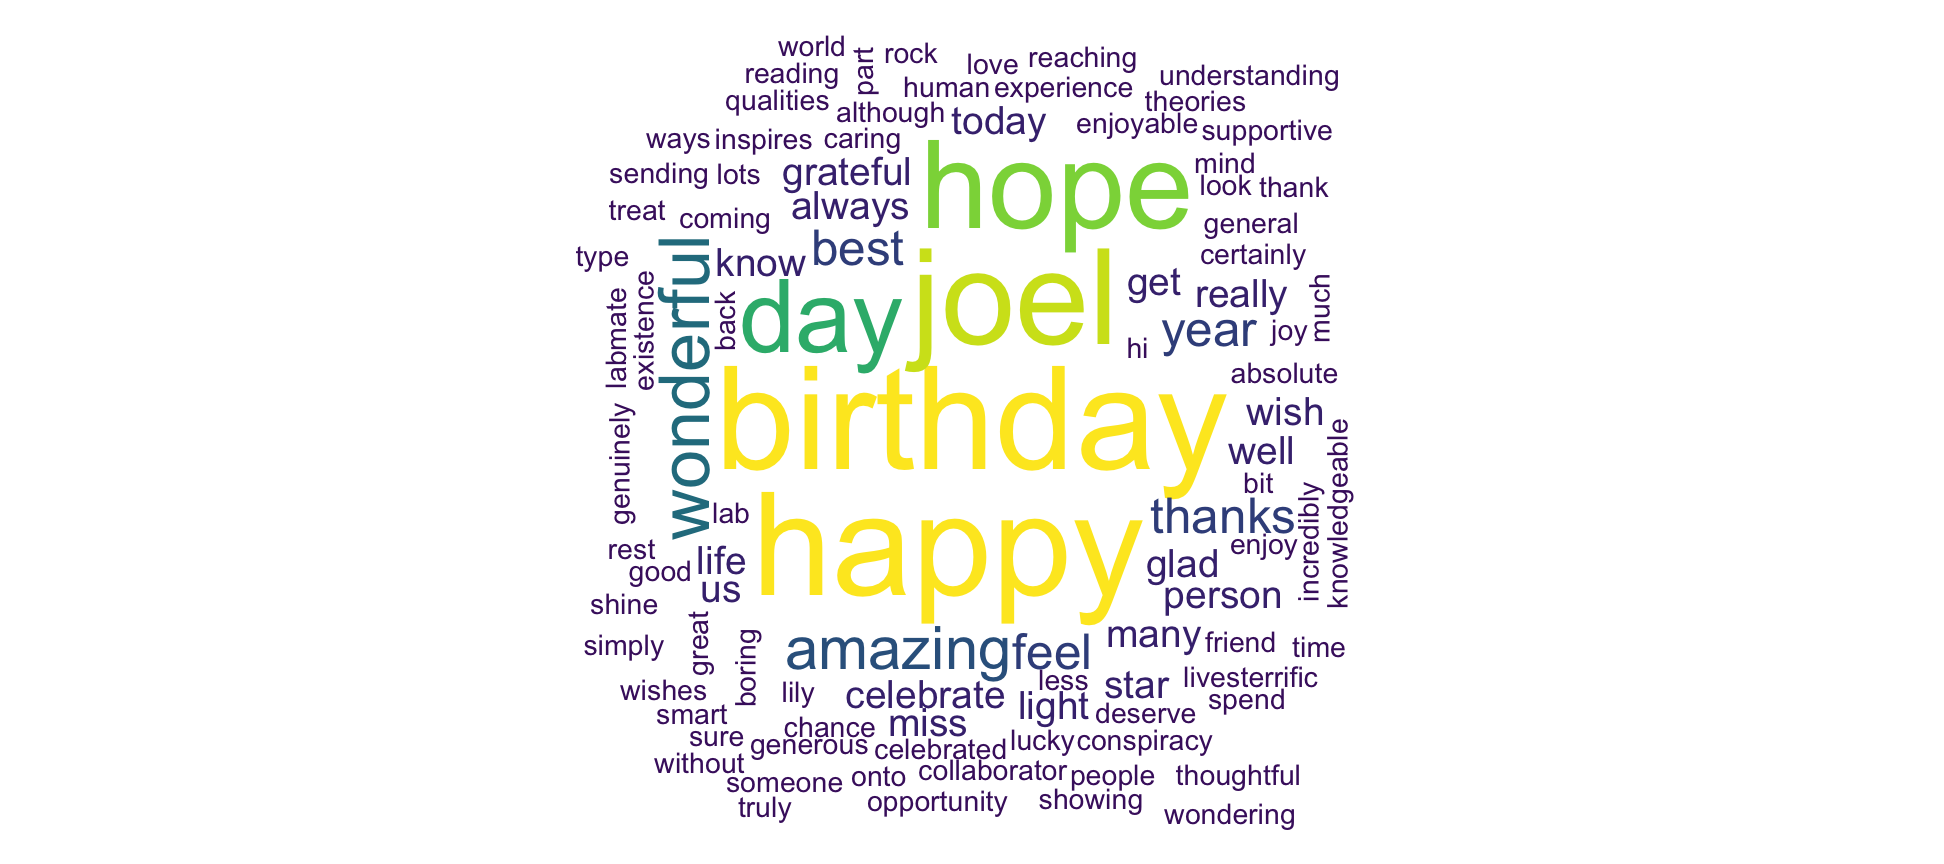 world
part
rock
love
reaching
reading
human
experience
understanding
qualities
although
today
theories
enjoyable
supportive
ways
inspires
caring
hope
mind
sending
lots
grateful
look
thank
treat
coming
always
general
type
wonderful
know
best
joel
certainly
get
really
much
labmate
existence
back
day
year
joy
hi
absolute
birthday
wish
genuinely
well
knowledgeable
bit
lab
happy
thanks
incredibly
enjoy
rest
good
life
us
glad
person
shine
simply
great
boring
amazing
feel
many
friend
time
wishes
lily
celebrate
less
light
star
lives
terrific
spend
smart
chance
miss
deserve
sure
generous
celebrated
lucky
conspiracy
without
someone
onto
collaborator
people
thoughtful
truly
opportunity
showing
wondering